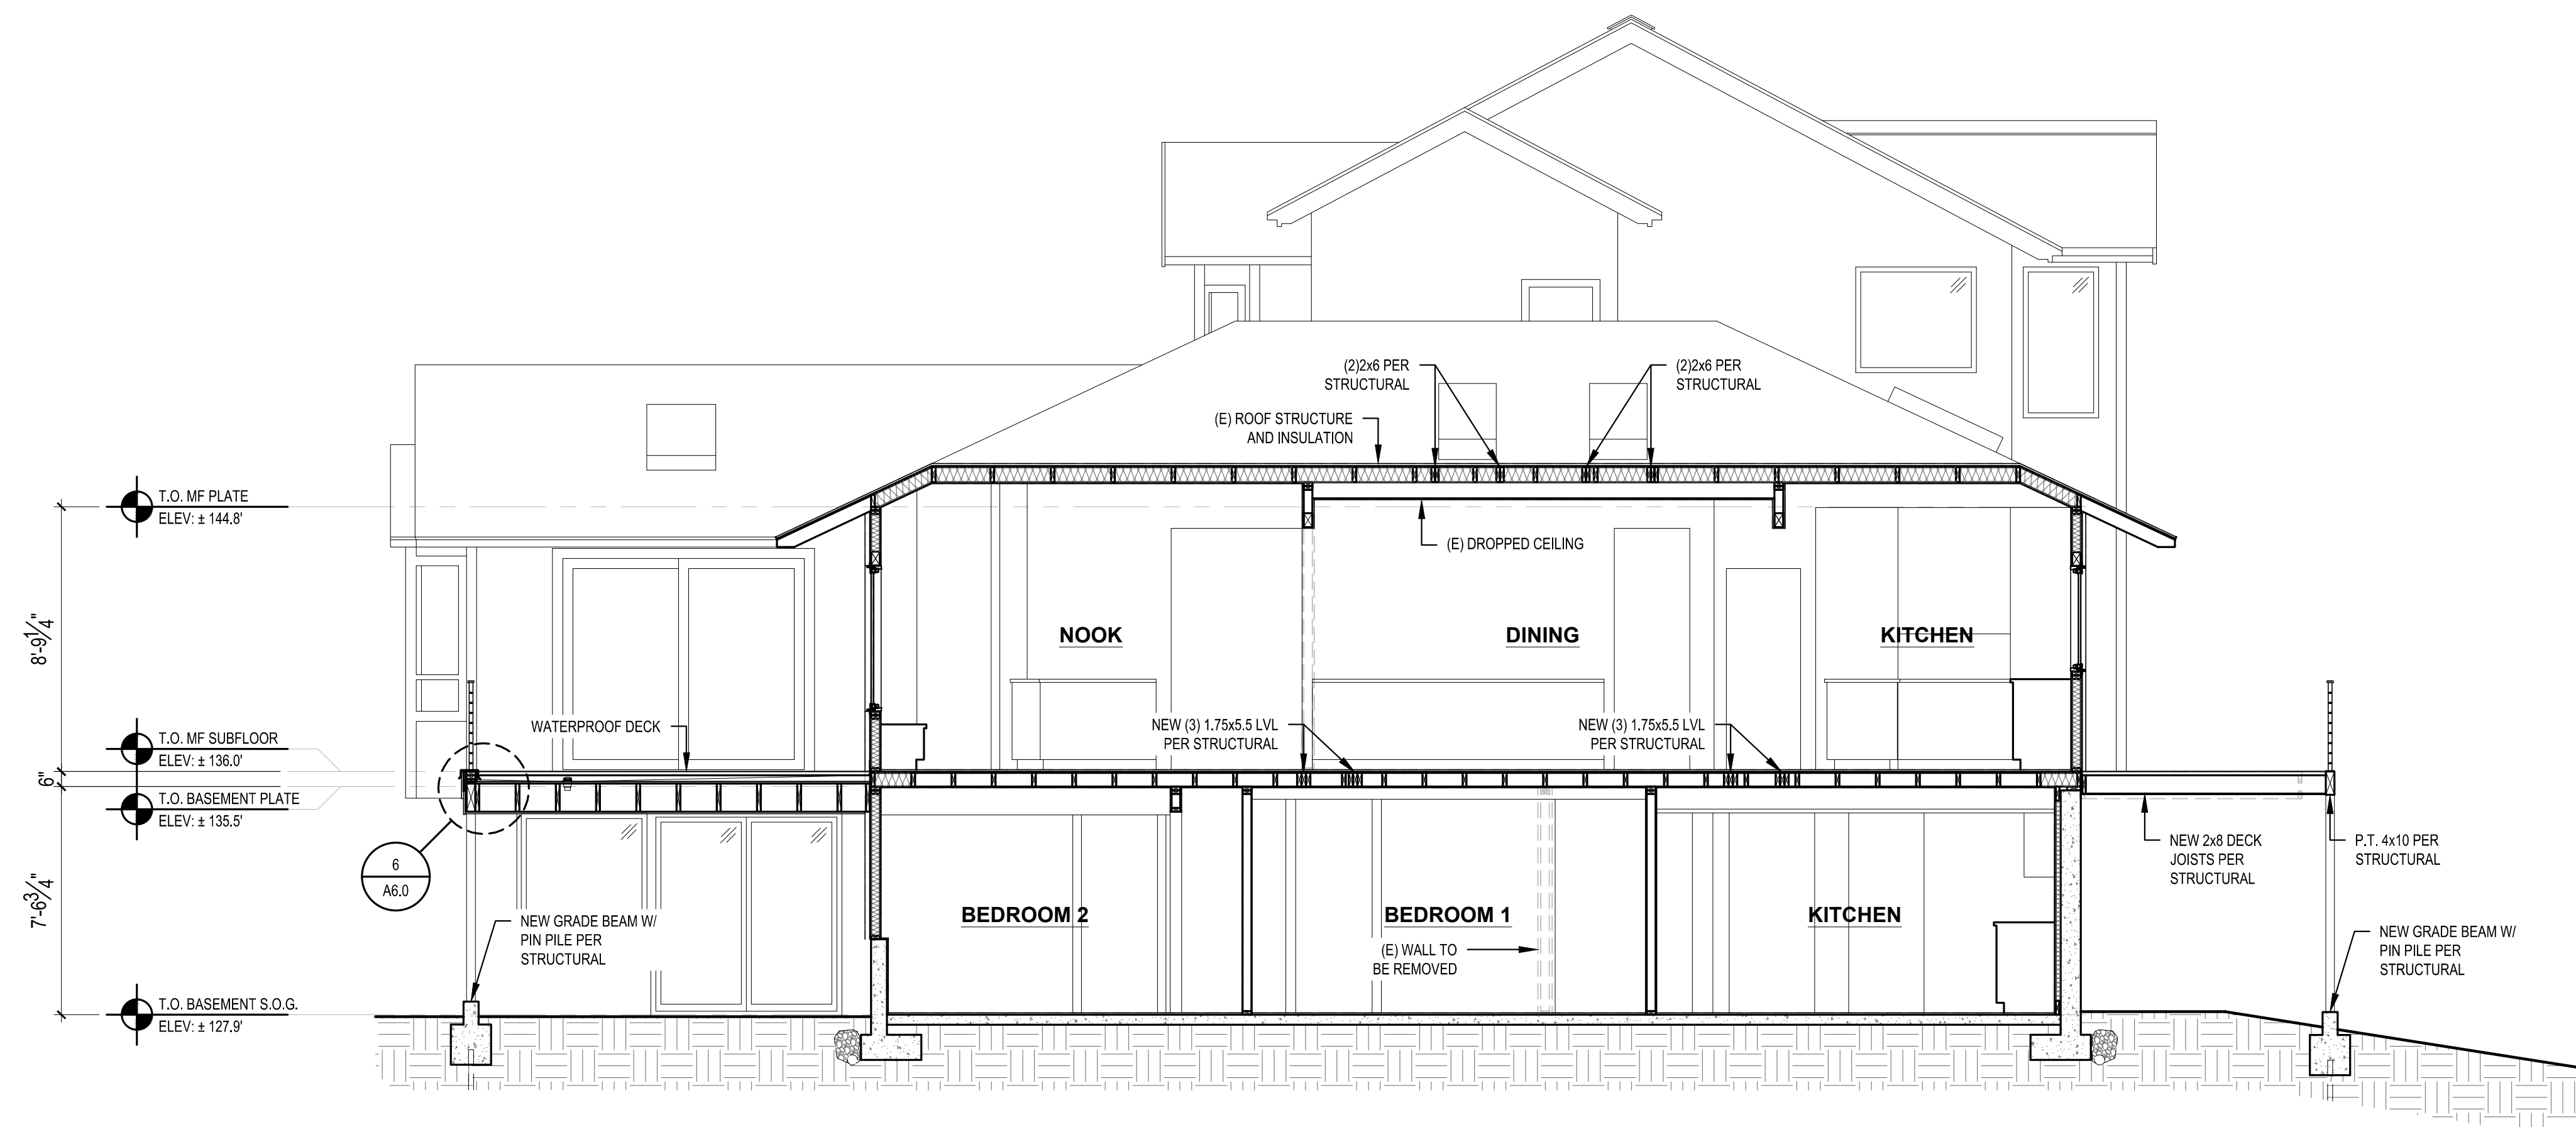 (2)2x6 PER
STRUCTURAL
(2)2x6 PER
STRUCTURAL
(E) ROOF STRUCTURE
AND INSULATION
T.O. MF PLATE
ELEV: ± 144.8'
(E) DROPPED CEILING
8'-9 1/4"
NOOK
DINING
KITCHEN
WATERPROOF DECK
NEW (3) 1.75x5.5 LVL
PER STRUCTURAL
NEW (3) 1.75x5.5 LVL
PER STRUCTURAL
T.O. MF SUBFLOOR
ELEV: ± 136.0'
6"
T.O. BASEMENT PLATE
ELEV: ± 135.5'
6
A6.0
7'-6 3/4"
NEW 2x8 DECK
JOISTS PER
STRUCTURAL
P.T. 4x10 PER
STRUCTURAL
BEDROOM 2
BEDROOM 1
KITCHEN
NEW GRADE BEAM W/
PIN PILE PER
STRUCTURAL
(E) WALL TO
BE REMOVED
NEW GRADE BEAM W/
PIN PILE PER
STRUCTURAL
T.O. BASEMENT S.O.G.
ELEV: ± 127.9'